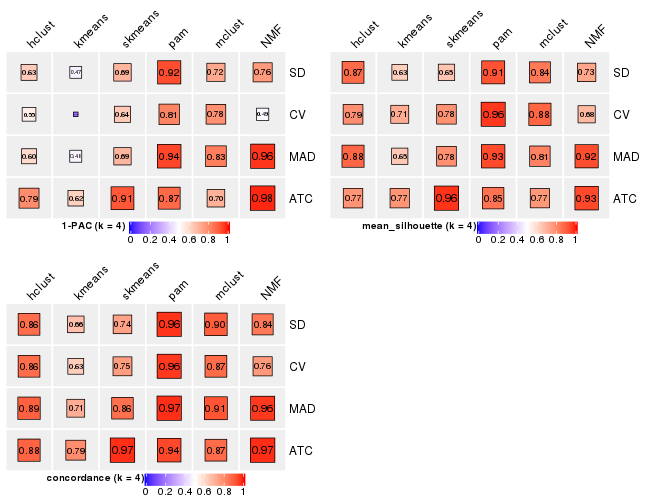 hclust kmeans skmeans pam mclust NMF
0.63 0.47 0.69 0.92 0.72 0.76 SD
0.55 0.64 0.81 0.78 0.49 CV
0.60 0.48 0.69 0.94 0.83 0.96 MAD
0.79 0.62 0.91 0.87 0.70 0.98 ATC
1-PAC (k = 4)
0 0.2 0.4 0.6 0.8 1
hclust kmeans skmeans pam mclust NMF
0.87 0.63 0.65 0.91 0.84 0.73 SD
0.79 0.71 0.78 0.96 0.88 0.68 CV
0.88 0.65 0.78 0.93 0.81 0.92 MAD
0.77 0.77 0.96 0.85 0.77 0.93 ATC
mean_silhouette (k = 4)
0 0.2 0.4 0.6 0.8 1
hclust kmeans skmeans pam mclust NMF
0.86 0.66 0.74 0.96 0.90 0.84 SD
0.86 0.63 0.75 0.95 0.87 0.76 CV
0.89 0.71 0.86 0.97 0.91 0.95 MAD
0.88 0.79 0.97 0.94 0.87 0.97 ATC
concordance (k = 4)
0 0.2 0.4 0.6 0.8 1